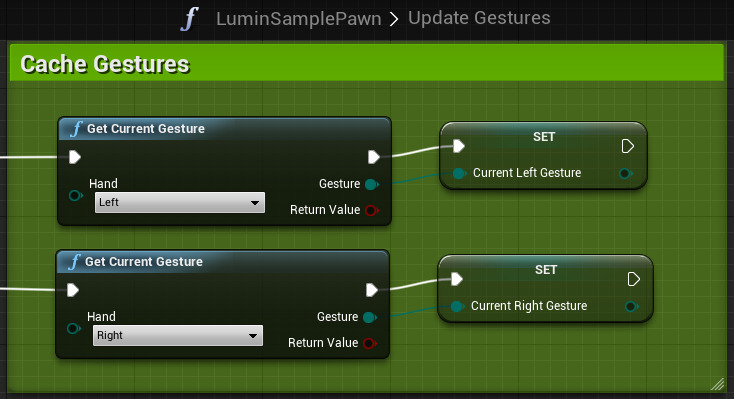 f LuminSamplePawn > Update Gestures
Cache Gestures
f Get Current Gesture
Hand
Left
Gesture
Return Value
SET
Current Left Gesture
f Get Current Gesture
Hand
Right
Gesture
Return Value
SET
Current Right Gesture